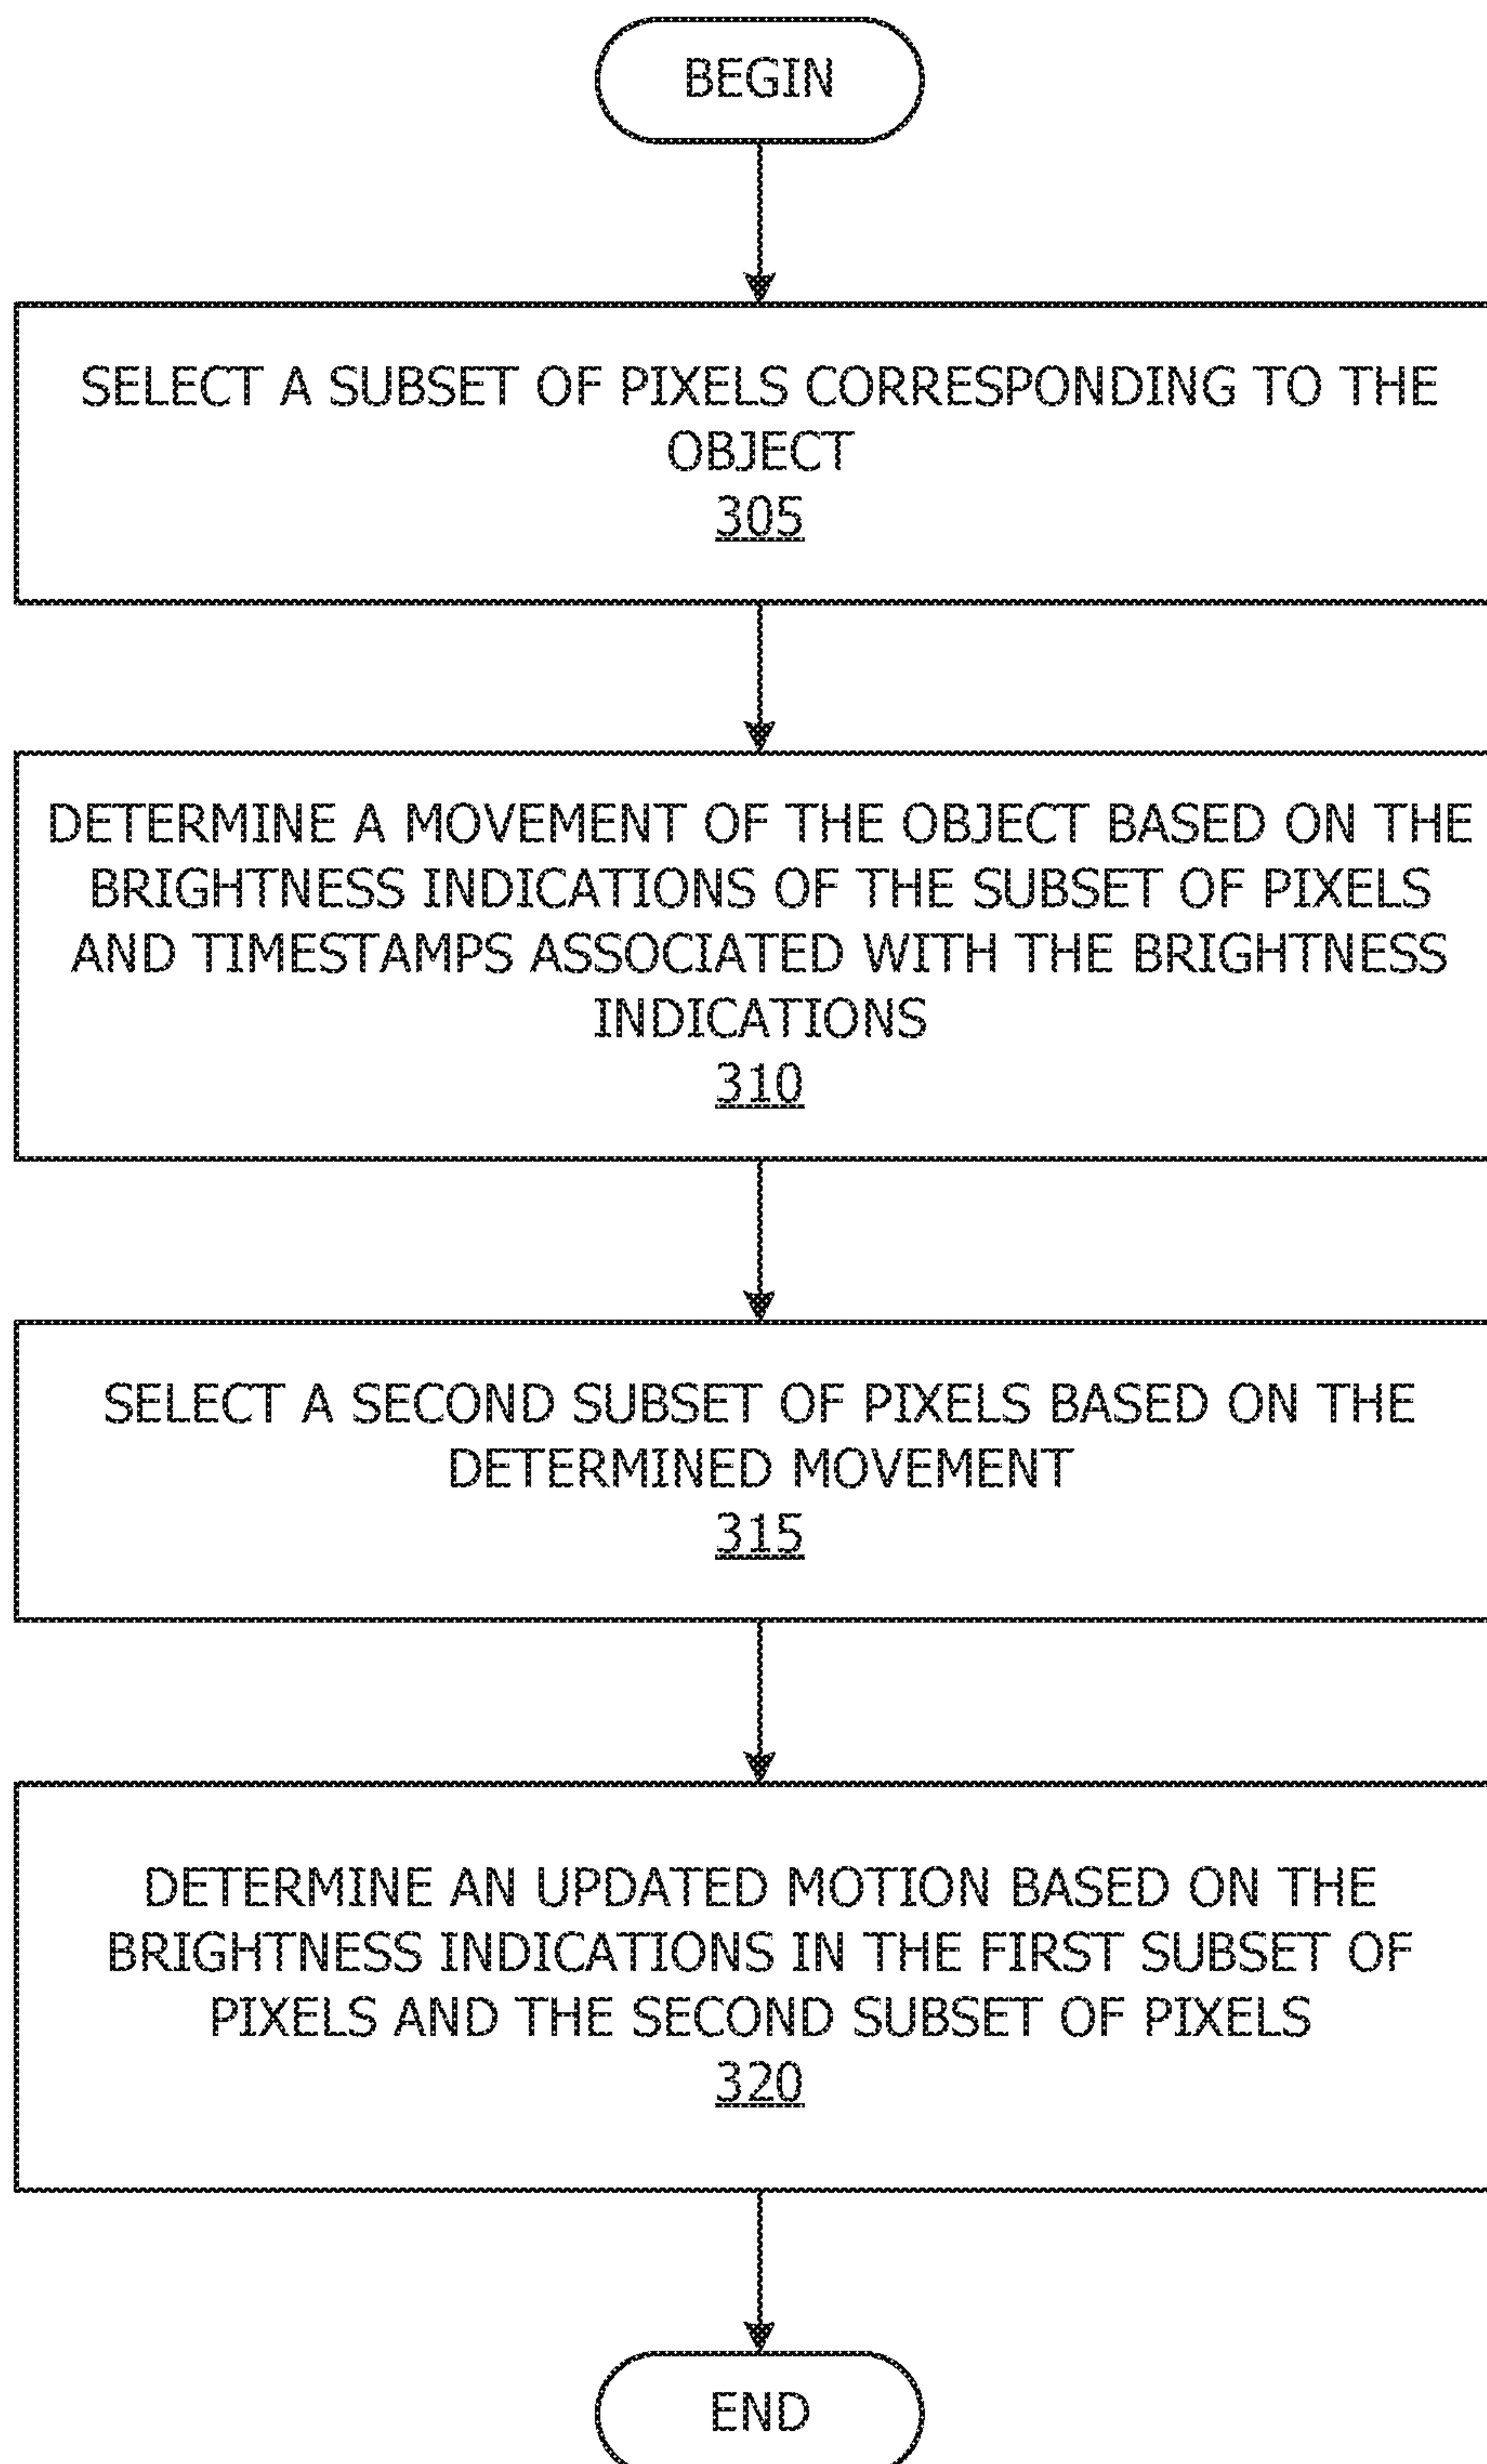 BEGIN
SELECT A SUBSET OF PIXELS CORRESPONDING TO THE
OBJECT
305
DETERMINE A MOVEMENT OF THE OBJECT BASED ON THE
BRIGHTNESS INDICATIONS OF THE SUBSET OF PIXELS
AND TIMESTAMPS ASSOCIATED WITH THE BRIGHTNESS
INDICATIONS
310
SELECT A SECOND SUBSET OF PIXELS BASED ON THE
DETERMINED MOVEMENT
315
DETERMINE AN UPDATED MOTION BASED ON THE
BRIGHTNESS INDICATIONS IN THE FIRST SUBSET OF
PIXELS AND THE SECOND SUBSET OF PIXELS
320
END